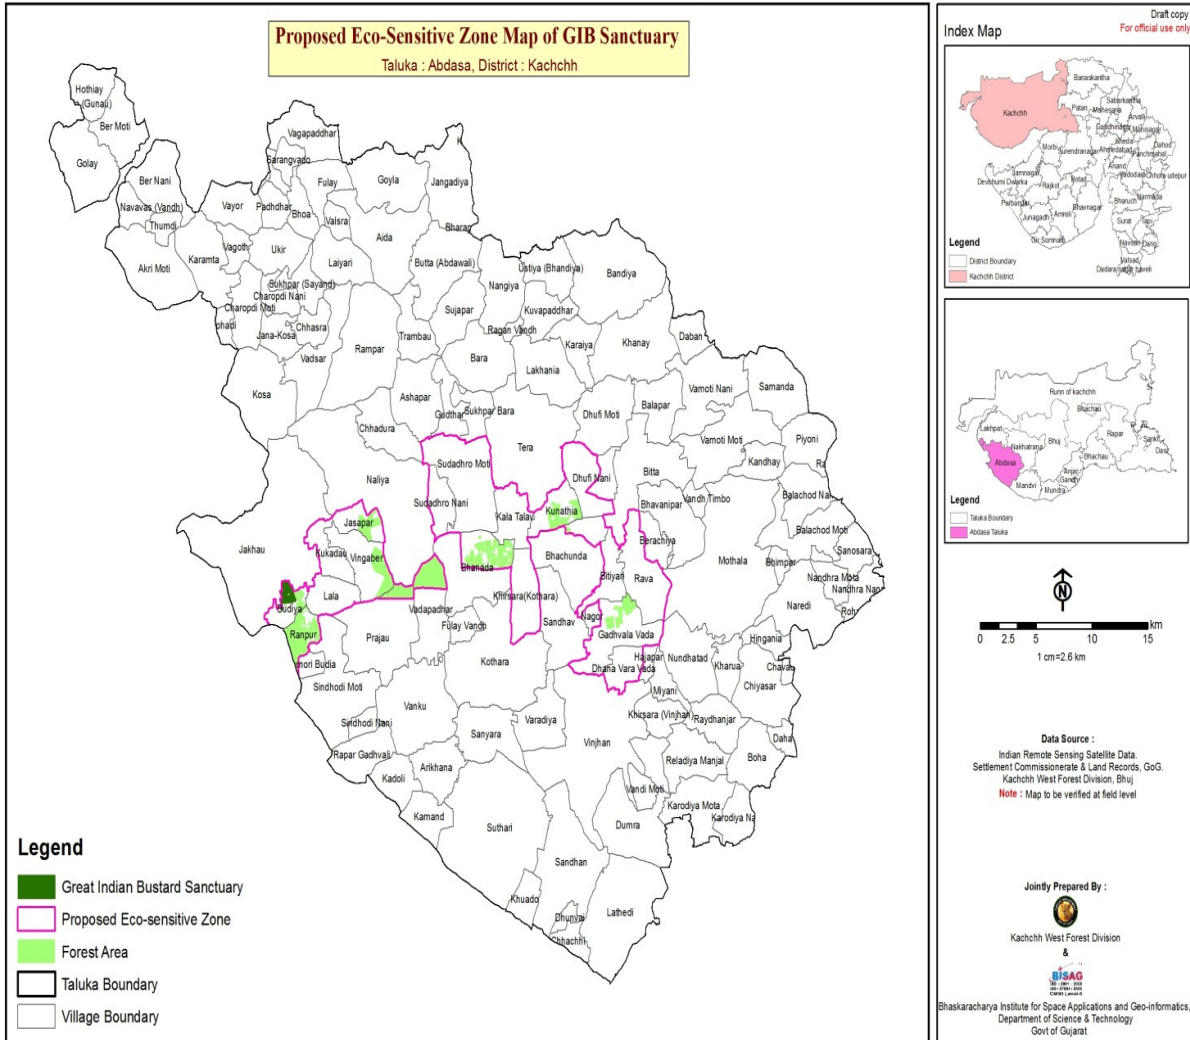 Proposed Eco-Sensitive Zone Map of GIB Sanctuary
Taluka : Abdasa, District : Kachchh
Hothiay
(Gunau)
Ber Moti
Golay
Ber Nani
Navavas (Vandh)
Thumdi
Akri Moti
Karamta
Vayor
Vagoth
Vagapaddhar
Sarangvado
Fulay
Goyla
Jangadiya
Padhdhar
Bhoa
Valsra
Aida
Ukir
Laiyari
Butta (Abdawali)
Ustiya (Bhandiya)
Bandiya
Nangiya
Sukhpar (Sayand)
Charopdi Nani
Charopdi Moti
Jana-Kosa
Chhasra
Sujapar
Kuvapaddhar
Ragan Vandh
Trambau
Rampar
Vadsar
Bara
Karaiya
Khanay
Daban
Lakhania
Kosa
Ashapar
Gudthar
Sukhpar Bara
Dhufi Moti
Balapar
Vamoti Nani
Samanda
Chhadura
Tera
Vamoti Moti
Piyoni
Sudadhro Moti
Kandhay
Naliya
Dhufi Nani
Bitta
Sudadhro Nani
Bhavanipar
Vandh Timbo
Kunathia
Kala Talav
Jasapar
Balachod Moti
Berachiya
Jakhau
Kukadau
Vingaber
Bhanada
Bhachunda
Mothala
Bhimpar
Sanosara
Bitiyari
Rava
Nandhra Mota
Budiya
Lala
Vadapadhar
Khirsara(Kothara)
Naredi
Ranpur
Prajau
Fulay Vandh
Sandhav
Nagor
Gadhvala Vada
Hingania
Kothara
Hajapar
Dhana Vara Vada
Nundhatad
Kharua
Sindhodi Moti
Miyani
Chiyasar
Vanku
Varadiya
Khirsara (Vinjhan)
Raydhanjar
Sindhodi Nani
Sanyara
Vinjhan
Rapar Gadhvali
Arikhana
Reladiya Manjal
Boha
Daha
Kadoli
Vandi Moti
Karodiya Mota
Kamand
Suthari
Dumra
Sandhan
Khuado
Dhunvai
Lathedi
Chhachhi
Legend
Great Indian Bustard Sanctuary
Proposed Eco-sensitive Zone
Forest Area
Taluka Boundary
Village Boundary
Draft copy
For official use only
Index Map
Banaskantha
Kachchh
Patan
Mahesana
Sabarkantha
Arvalli
Gandhinagar
Mahisagar
Morbi
Surendranagar
Ahmedabad
Kheda
Dahod
Panchmahal
Anand
Jamnagar
Devbhumi Dwarka
Rajkot
Botad
Vadodara
Chhota udepur
Porbandar
Narmada
Bharuch
Junagadh
Amreli
Bhavnagar
Surat
Tapi
Gir Somnath
Navsari
Dang
Valsad
Dadara nagar haveli
Legend
District Boundary
Kachchh District
Runn of kachchh
Bhachau
Lakhpat
Rapar
Nakhatrana
Bhuj
Abdasa
Bhachau
Anjar
Mandvi
Mundra
Legend
Taluka Boundary
Abdasa Taluka
N
km
0 2.5 5 10 15
1 cm=2.6 km
Data Source :
Indian Remote Sensing Satellite Data.
Settlement Commissionerate & Land Records, GoG.
Kachchh West Forest Division, Bhuj
Note : Map to be verified at field level
Jointly Prepared By :
Kachchh West Forest Division
&
BISAG
Bhaskaracharya Institute for Space Applications and Geo-informatics,
Department of Science & Technology
Govt of Gujarat